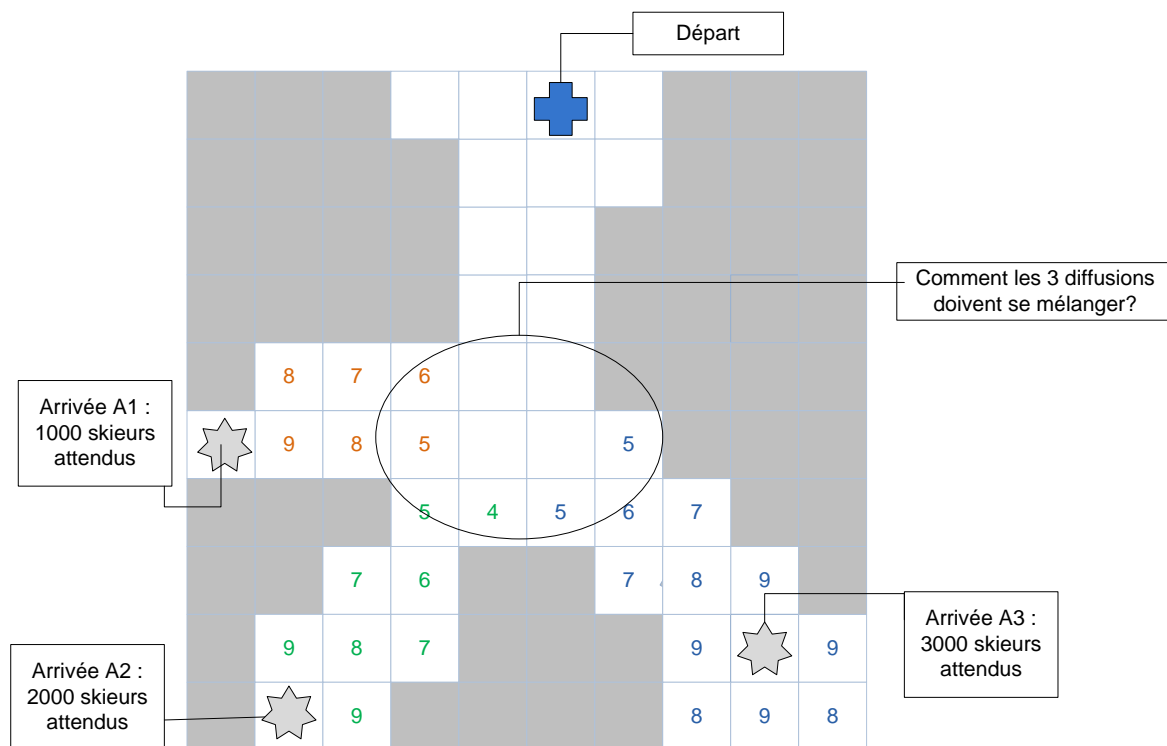 Départ
Comment les 3 diffusions
doivent se mélanger?
8 7 6
Arrivée A1 :
1000 skieurs
attendus
9 8 5 5
5 4 5 6 7
7 6 7 8 9
Arrivée A2 :
2000 skieurs
attendus
9 8 7 9 9
Arrivée A3 :
3000 skieurs
attendus
9 8 9 8